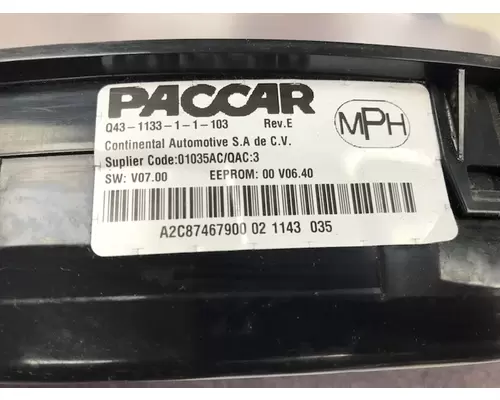 PACCAR
Q43-1133-1-1-103 Rev.E
MPH
Continental Automotive S.A de C.V.
Suplier Code:01035AC/QAC:3
SW: V07.00 EEPROM: 00 V06.40
A2C87467900 02 1143 035